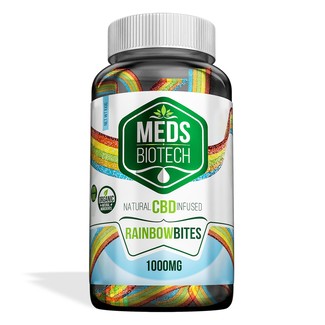 MEDS
BIOTECH
NATURAL CBD INFUSED
RAINBOWBITES
1000MG